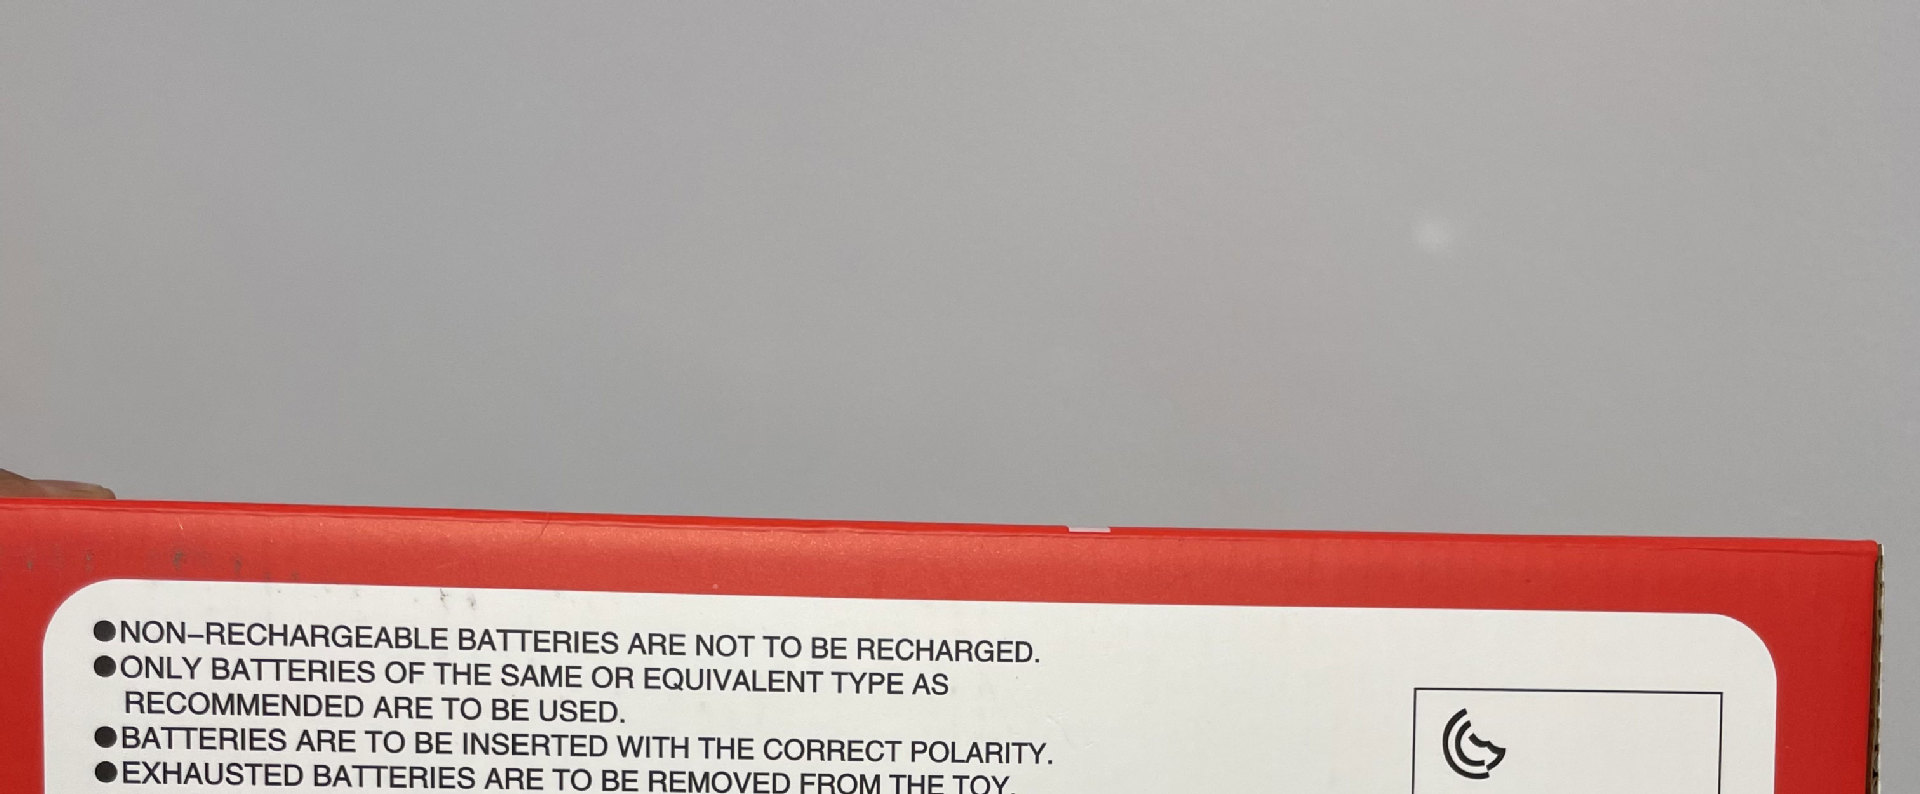 ●NON–RECHARGEABLE BATTERIES ARE NOT TO BE RECHARGED.
●ONLY BATTERIES OF THE SAME OR EQUIVALENT TYPE AS
RECOMMENDED ARE TO BE USED.
●BATTERIES ARE TO BE INSERTED WITH THE CORRECT POLARITY.
●EXHAUSTED BATTERIES ARE TO BE REMOVED FROM THE TOY.